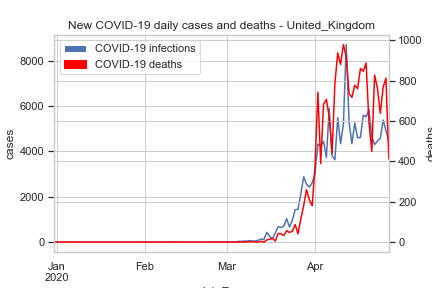 New COVID-19 daily cases and deaths - United_Kingdom
COVID-19 infections
COVID-19 deaths
cases
8000
6000
4000
2000
0
1000
800
600
400
200
0
deaths
Jan
2020
Feb
Mar
Apr